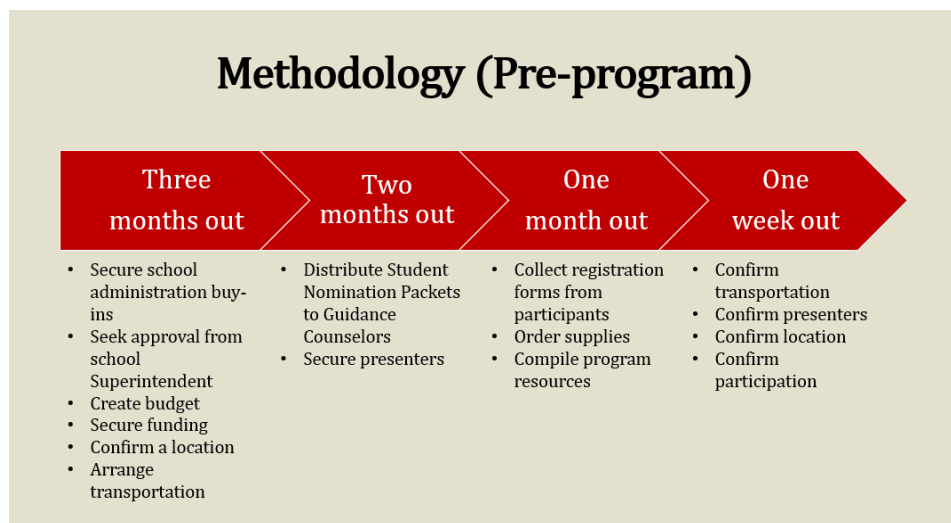 Methodology (Pre-program)
Three
months out
• Secure school
administration buy-
ins
• Seek approval from
school
Superintendent
• Create budget
• Secure funding
• Confirm a location
• Arrange
transportation
Two
months out
• Distribute Student
Nomination Packets
to Guidance
Counselors
• Secure presenters
One
month out
• Collect registration
forms from
participants
• Order supplies
• Compile program
resources
One
week out
• Confirm
transportation
• Confirm presenters
• Confirm location
• Confirm
participation